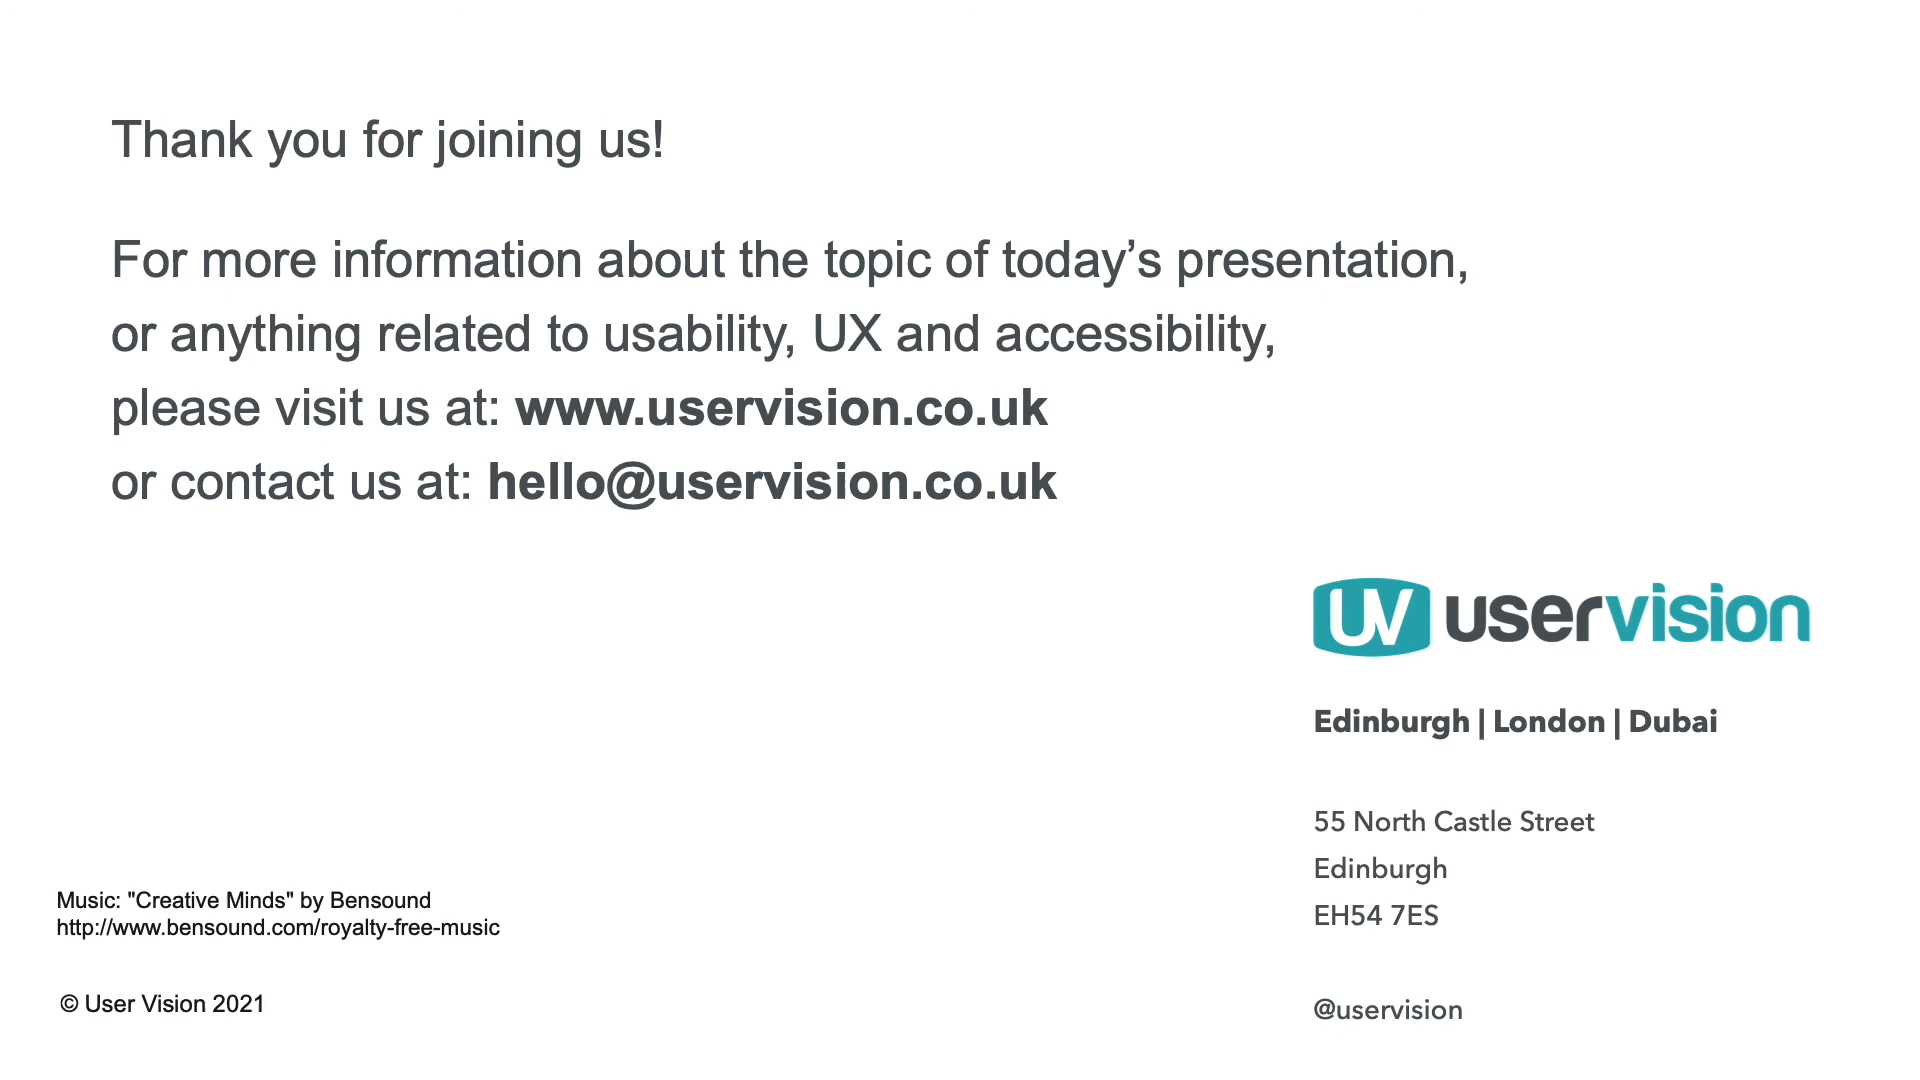 Thank you for joining us!
For more information about the topic of today’s presentation,
or anything related to usability, UX and accessibility,
please visit us at: www.uservision.co.uk
or contact us at: hello@uservision.co.uk
UV uservision
Edinburgh | London | Dubai
55 North Castle Street
Edinburgh
EH54 7ES
@uservision
Music: "Creative Minds" by Bensound
http://www.bensound.com/royalty-free-music
© User Vision 2021